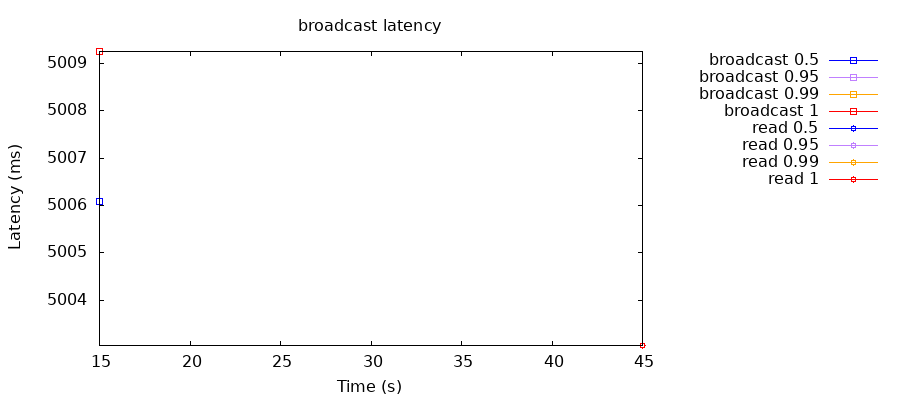 broadcast latency
5009
5008
5007
5006
5005
5004
Latency (ms)
15 20 25 30 35 40 45
Time (s)
broadcast 0.5
broadcast 0.95
broadcast 0.99
broadcast 1
read 0.5
read 0.95
read 0.99
read 1